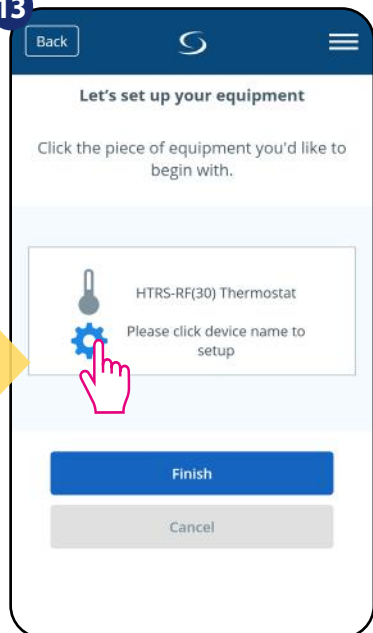 13
Back
Let's set up your equipment
Click the piece of equipment you'd like to
begin with.
HTRS-RF(30) Thermostat
Please click device name to
setup
Finish
Cancel